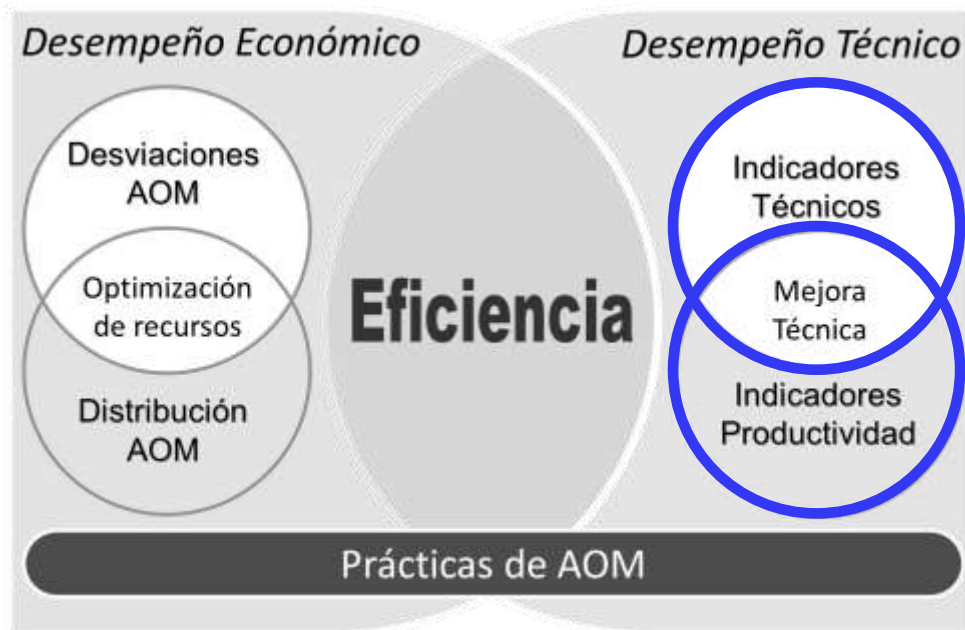 Desempeño Económico
Desviaciones
AOM
Optimización
de recursos
Distribución
AOM
Eficiencia
Desempeño Técnico
Indicadores
Técnicos
Mejora
Técnica
Indicadores
Productividad
Prácticas de AOM